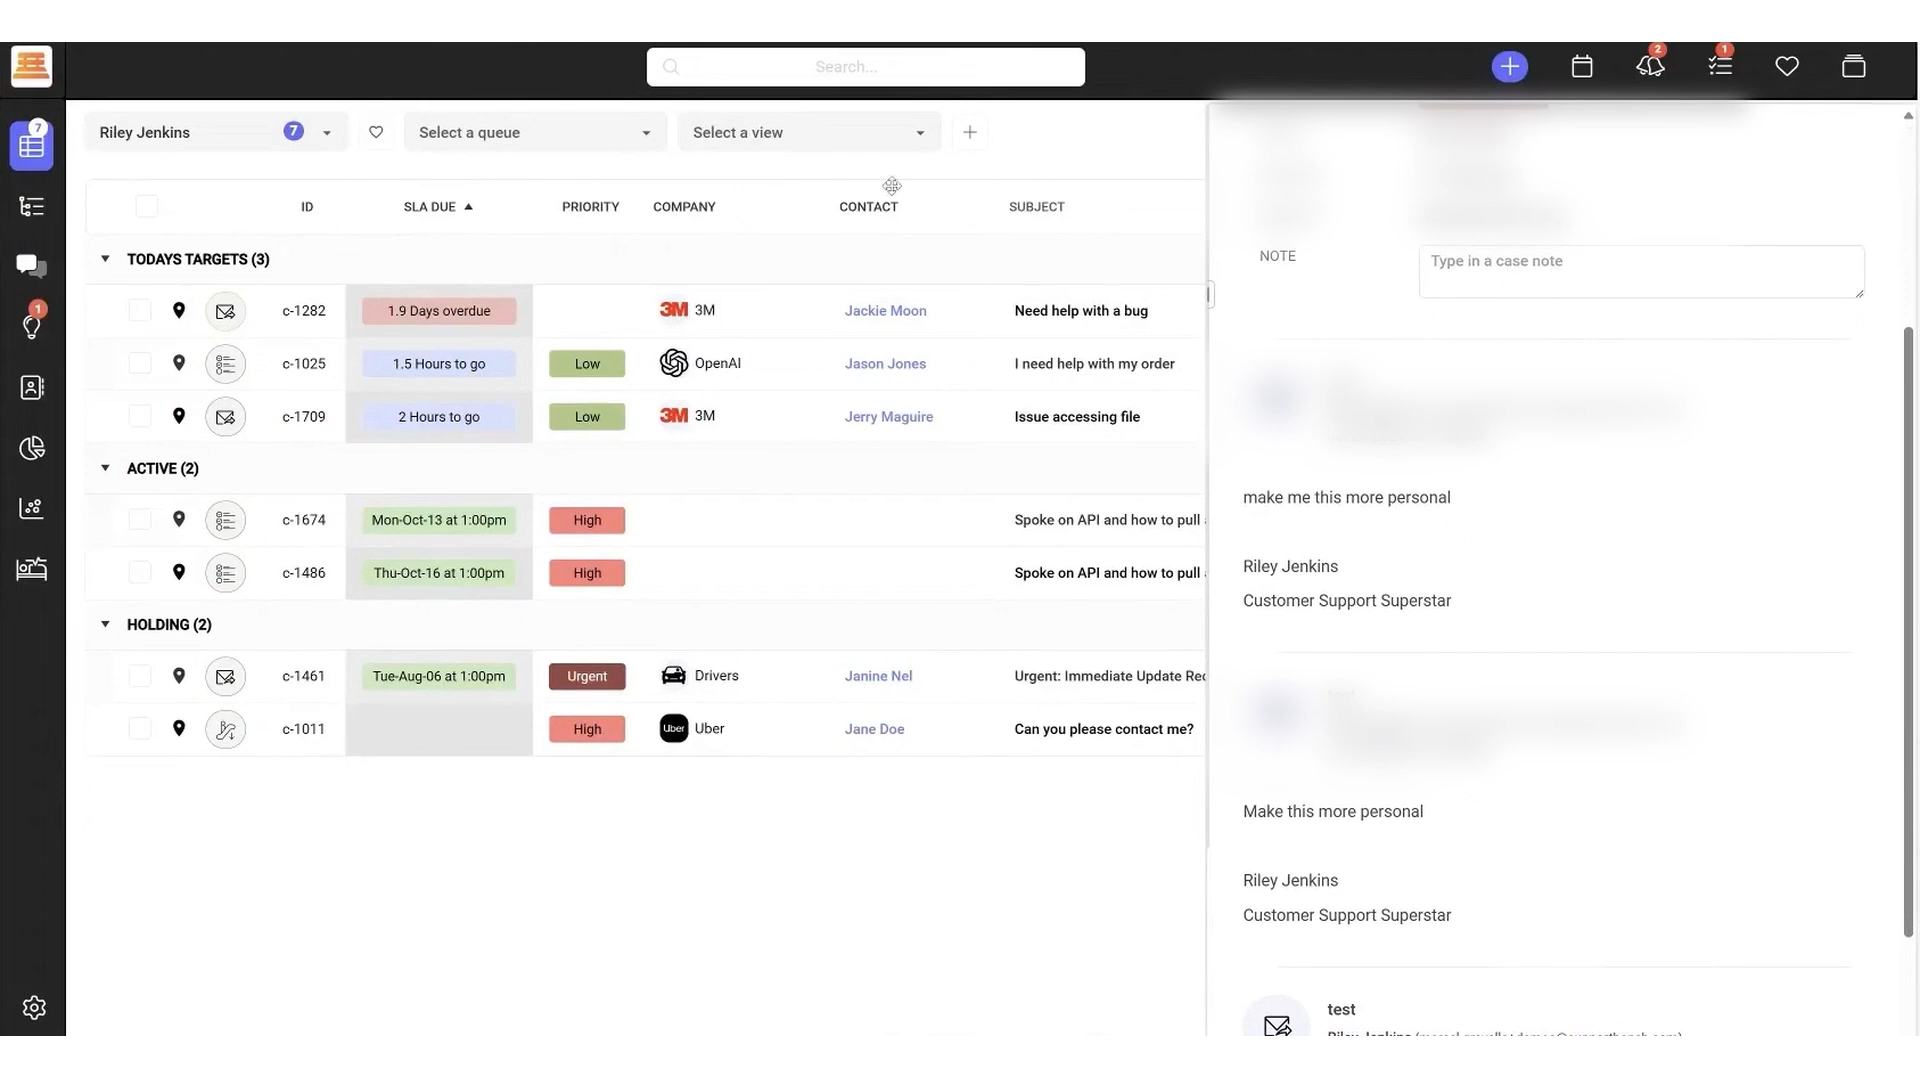 Search...
2
1
7
Riley Jenkins 7
Select a queue
Select a view
ID SLA DUE PRIORITY COMPANY CONTACT SUBJECT
TODAYS TARGETS (3)
c-1282 1.9 Days overdue 3M 3M Jackie Moon Need help with a bug
c-1025 1.5 Hours to go Low OpenAI Jason Jones I need help with my order
c-1709 2 Hours to go Low 3M 3M Jerry Maguire Issue accessing file
ACTIVE (2)
c-1674 Mon-Oct-13 at 1:00pm High Spoke on API and how to pull
c-1486 Thu-Oct-16 at 1:00pm High Spoke on API and how to pull
HOLDING (2)
c-1461 Tue-Aug-06 at 1:00pm Urgent Drivers Janine Nel Urgent: Immediate Update Rec
c-1011 High Uber Uber Jane Doe Can you please contact me?
1
NOTE
Type in a case note
make me this more personal
Riley Jenkins
Customer Support Superstar
Make this more personal
Riley Jenkins
Customer Support Superstar
test
Riley Jenkins